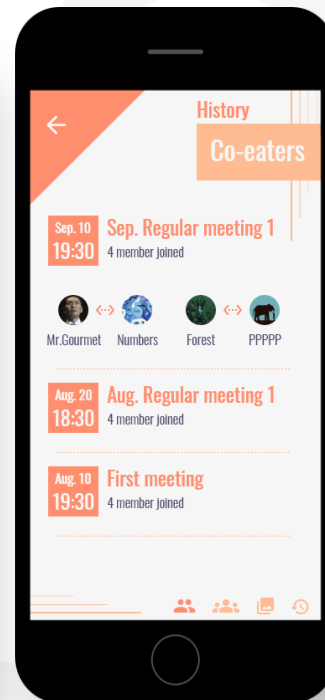 History
Co-eaters
Sep. 10
19:30
Sep. Regular meeting 1
4 member joined
Mr.Gourmet
Numbers
Forest
PPPPP
Aug. 20
18:30
Aug. Regular meeting 1
4 member joined
Aug. 10
19:30
First meeting
4 member joined